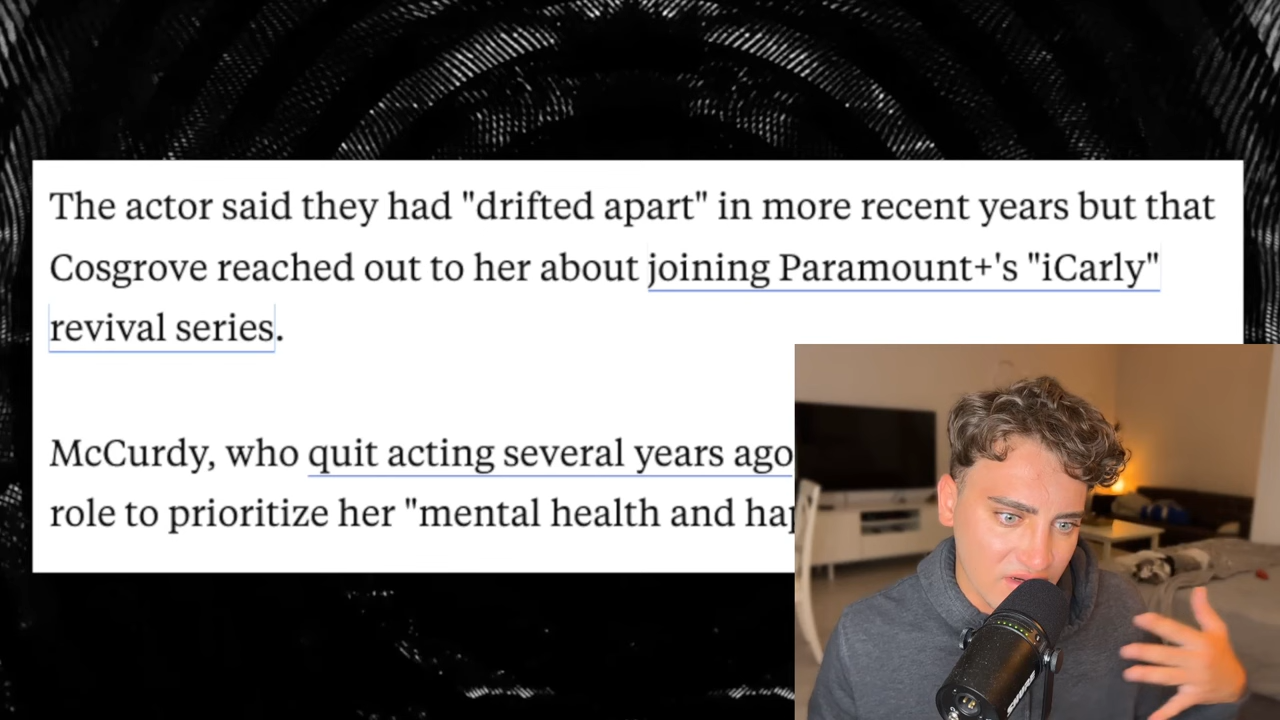 The actor said they had "drifted apart" in more recent years but that
Cosgrove reached out to her about joining Paramount+'s "iCarly"
revival series.
McCurdy, who quit acting several years ago
role to prioritize her "mental health and
SHURE